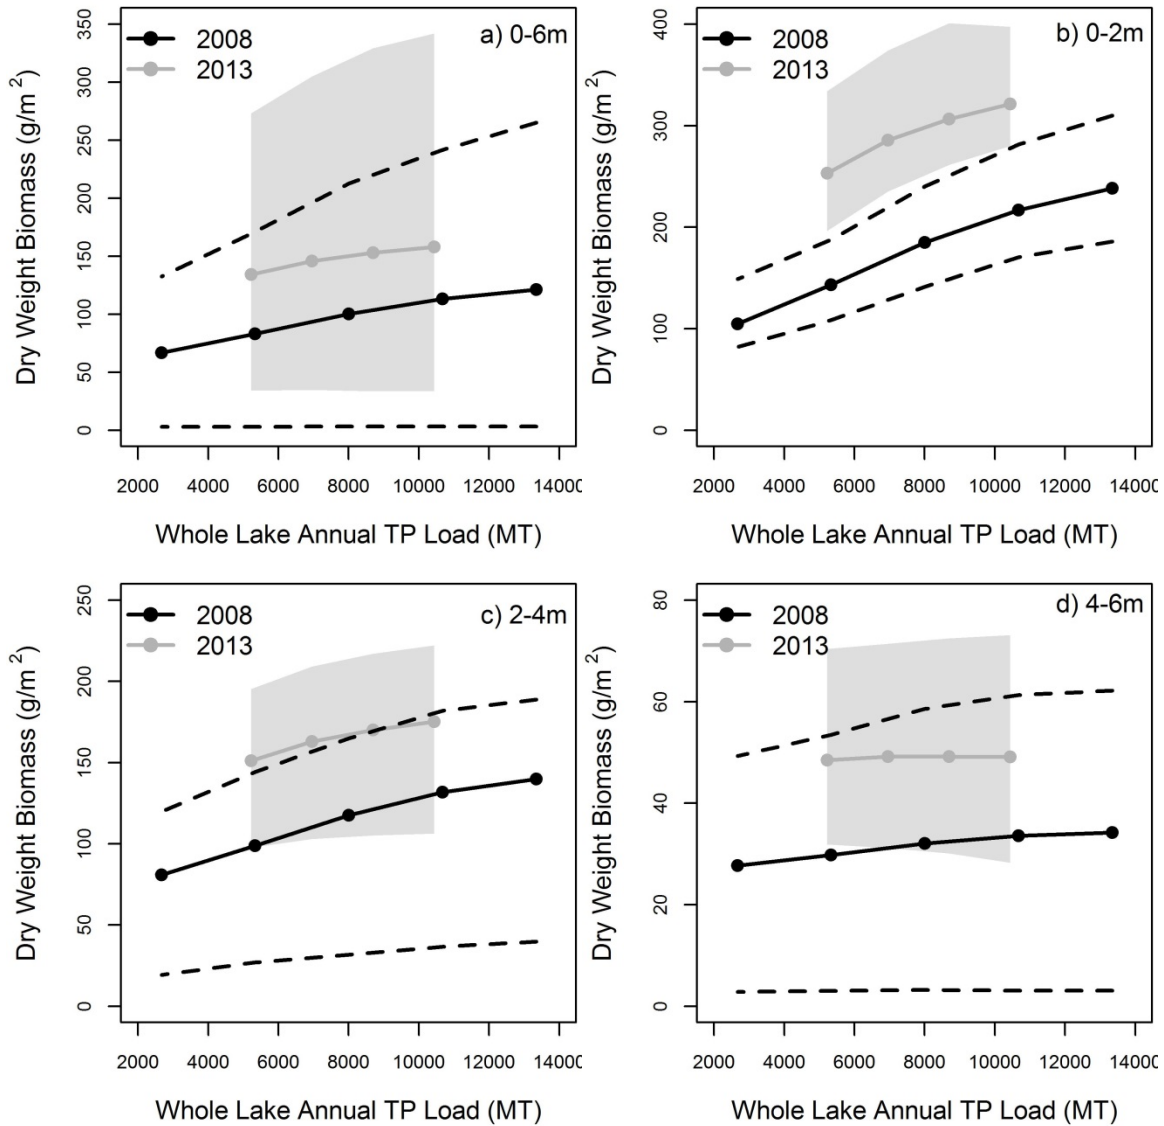 a) 0-6m
2008
2013
Dry Weight Biomass (g/m²)
350
300
250
200
150
100
50
0
2000 4000 6000 8000 10000 12000 14000
Whole Lake Annual TP Load (MT)
b) 0-2m
2008
2013
Dry Weight Biomass (g/m²)
400
300
200
100
0
2000 4000 6000 8000 10000 12000 1400
Whole Lake Annual TP Load (MT)
c) 2-4m
2008
2013
Dry Weight Biomass (g/m²)
250
200
150
100
50
0
2000 4000 6000 8000 10000 12000 14000
Whole Lake Annual TP Load (MT)
d) 4-6m
2008
2013
Dry Weight Biomass (g/m²)
80
60
40
20
0
2000 4000 6000 8000 10000 12000 1400
Whole Lake Annual TP Load (MT)